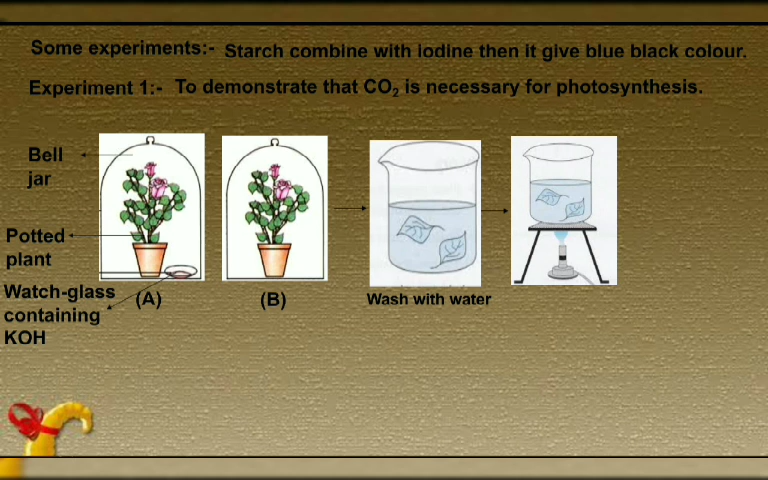 Some experiments:- Starch combine with iodine then it give blue black colour.
Experiment 1:- To demonstrate that CO₂ is necessary for photosynthesis.
Bell
jar
Potted
plant
Watch-glass
containing
KOH
(A)
(B)
Wash with water